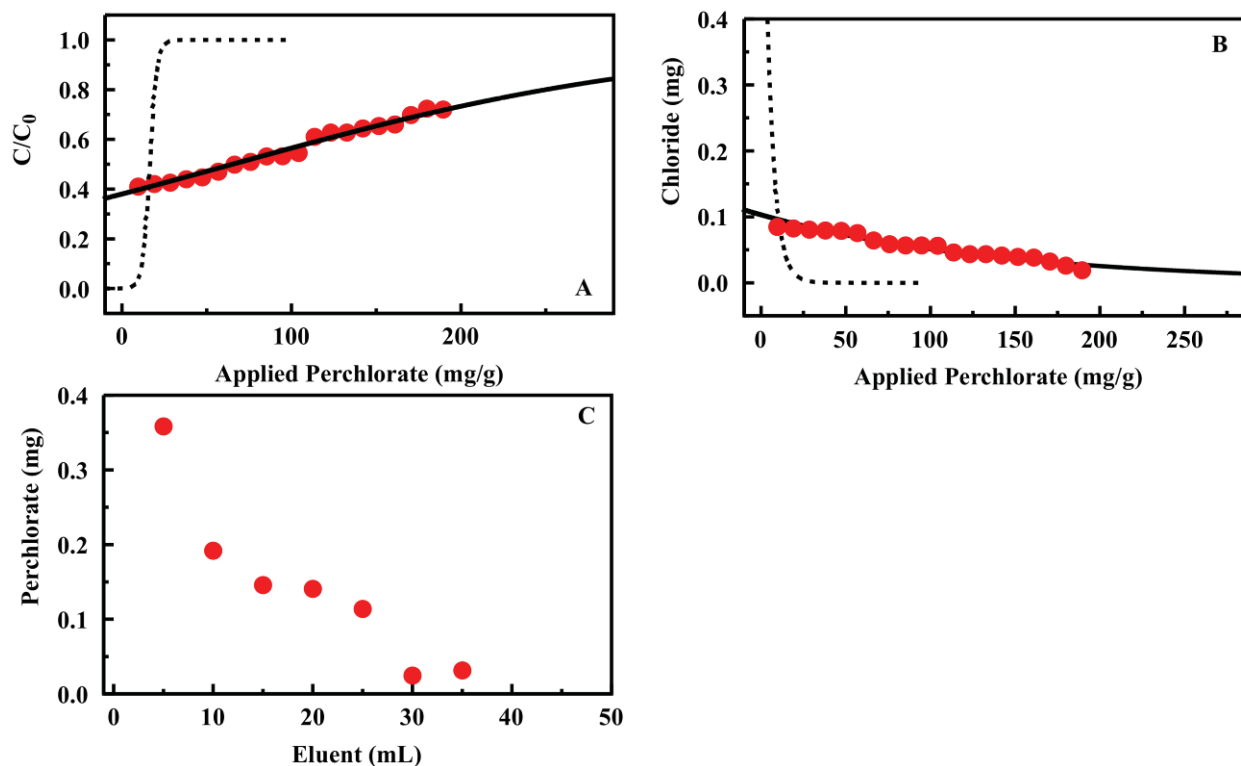 1.0
0.8
0.6
0.4
0.2
0.0
C/C0
A
0 100 200
Applied Perchlorate (mg/g)
0.4
0.3
0.2
0.1
0.0
Chloride (mg)
B
0 50 100 150 200 250
Applied Perchlorate (mg/g)
0.4
0.3
0.2
0.1
0.0
Perchlorate (mg)
C
0 10 20 30 40 50
Eluent (mL)